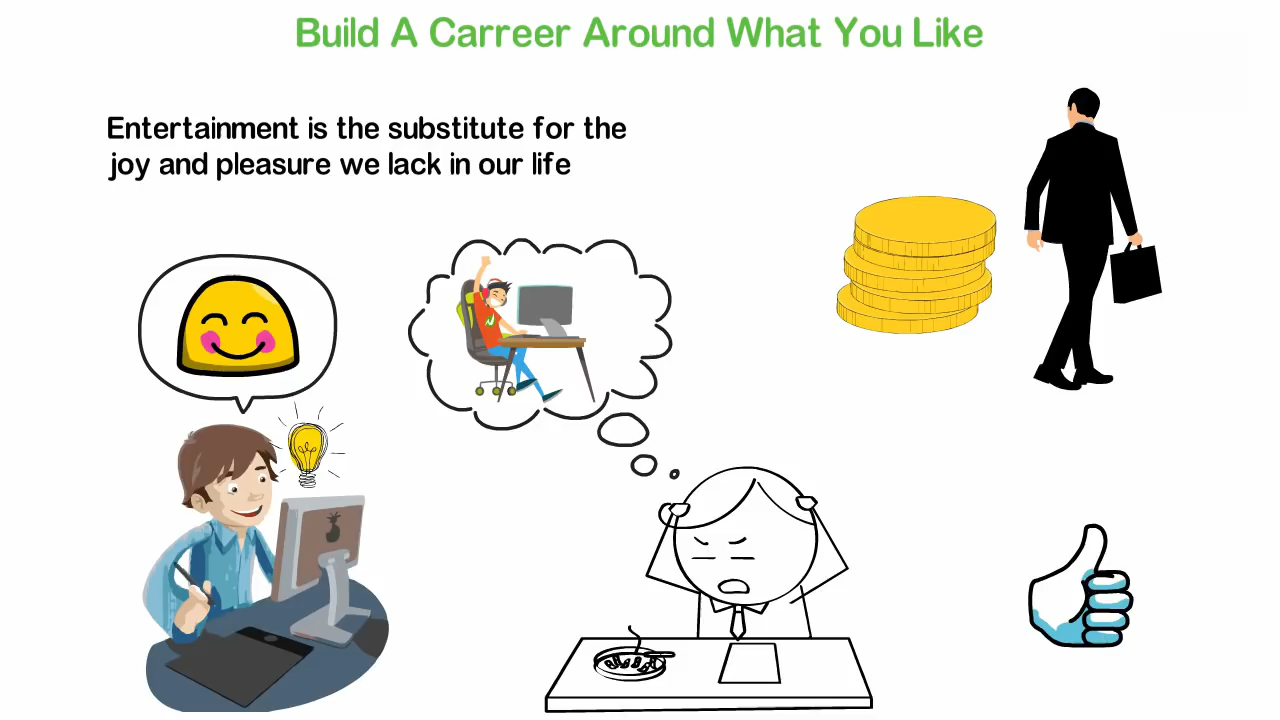 Build A Carreer Around What You Like
Entertainment is the substitute for the
joy and pleasure we lack in our life